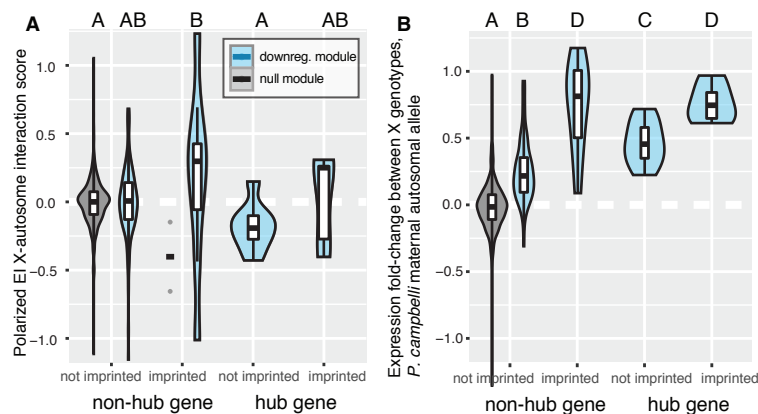 A
A AB B A AB
Polarized EI X-autosome interaction score
1.0
0.5
0.0
−0.5
−1.0
downreg. module
null module
not imprinted imprinted not imprinted imprinted
non-hub gene hub gene
B
A B D C D
Expression fold-change between X genotypes,
P. campbelli maternal autosomal allele
1.0
0.5
0.0
−0.5
−1.0
not imprinted imprinted not imprinted imprinted
non-hub gene hub gene